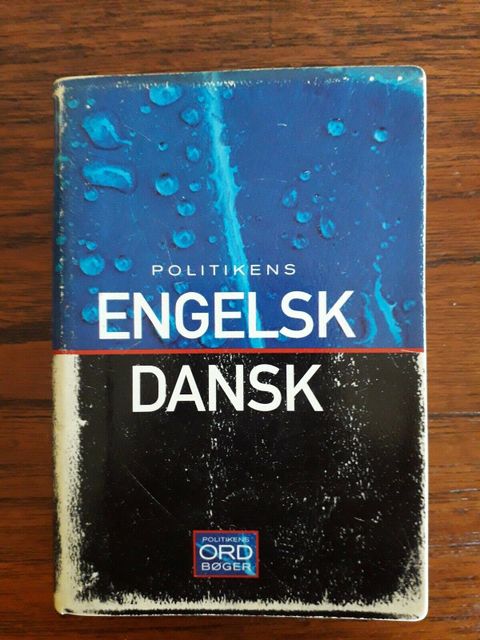 POLITIKENS
ENGELSK
DANSK
POLITIKENS
ORD
BØGER